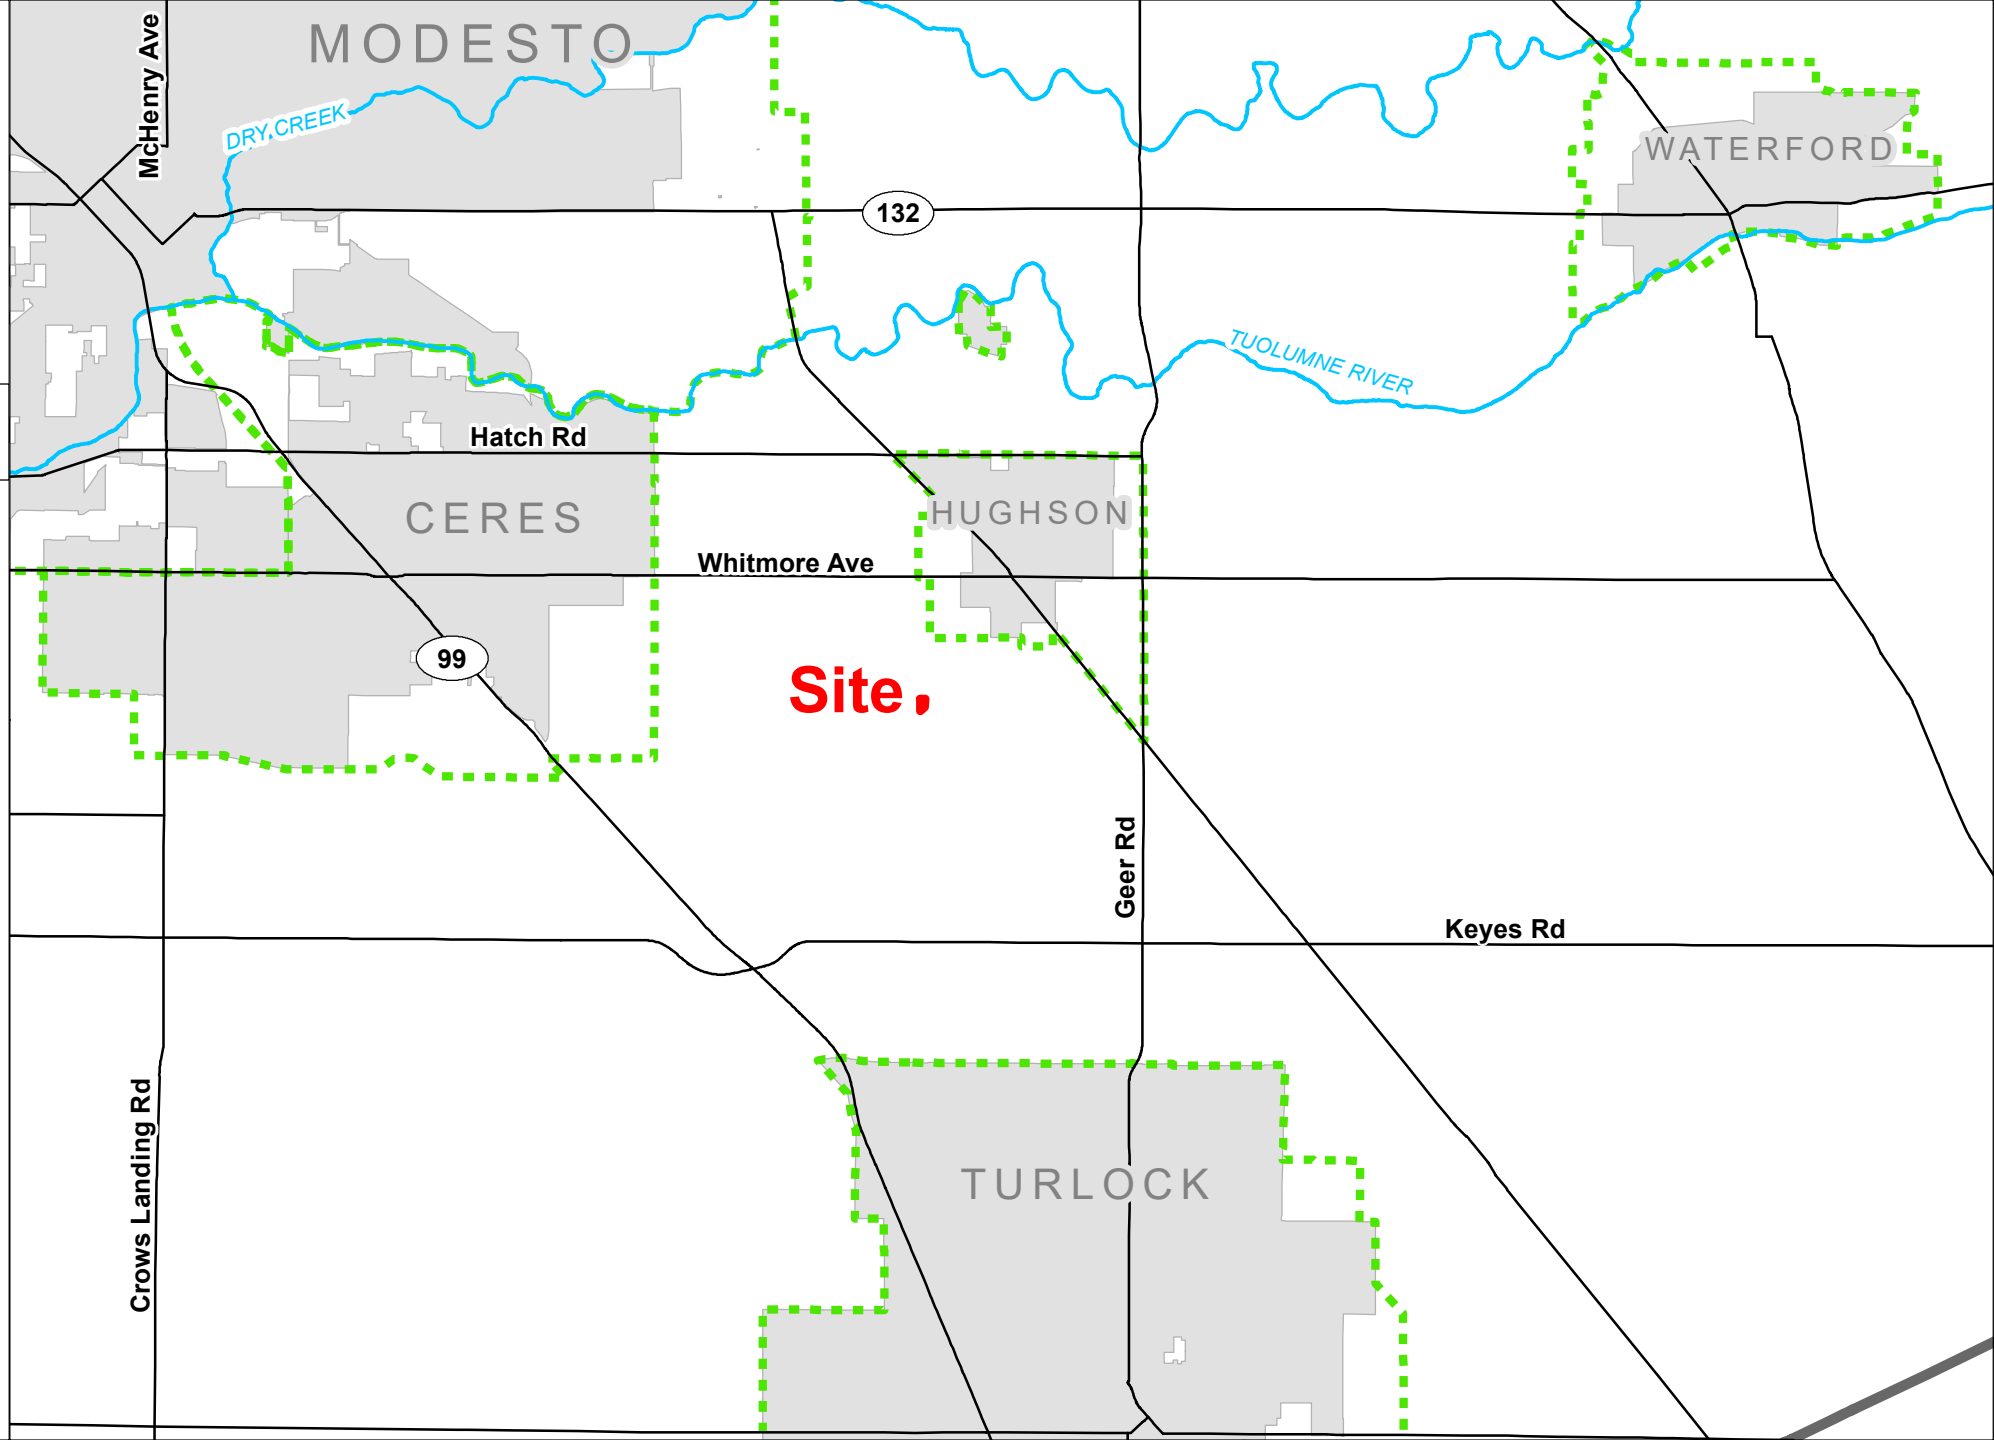 MODESTO
McHenry Ave
DRY CREEK
WATERFORD
132
TUOLUMNE RIVER
Hatch Rd
CERES
HUGHSON
Whitmore Ave
99
Site
Geer Rd
Keyes Rd
Crows Landing Rd
TURLOCK